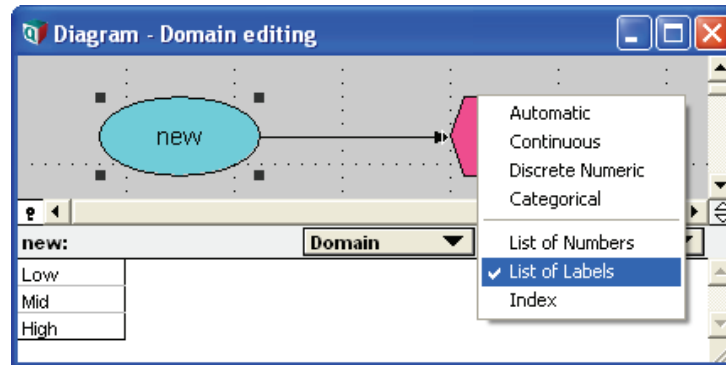 Diagram - Domain editing
new
Automatic
Continuous
Discrete Numeric
Categorical
List of Numbers
List of Labels
Index
new:
Domain
Low
Mid
High